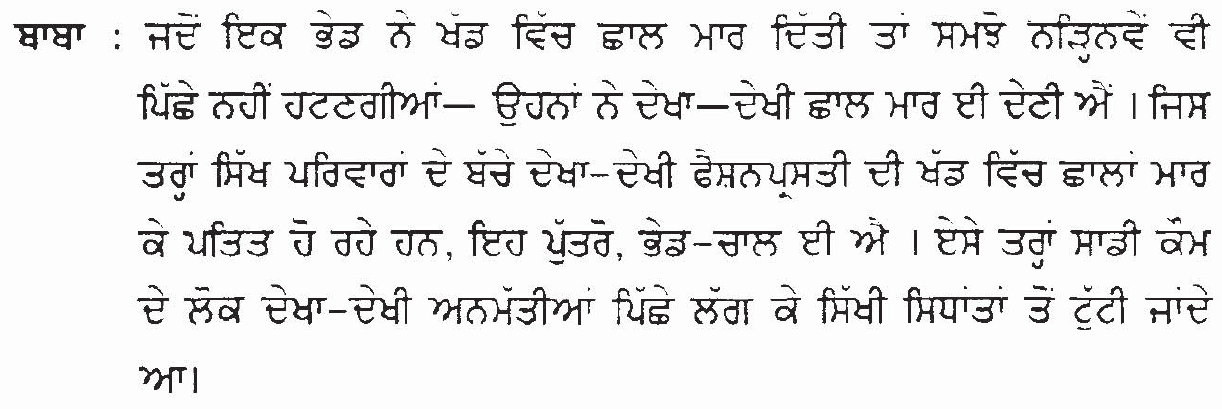 ਬਾਬਾ : ਜਦੋਂ ਇਕ ਭੇਡ ਨੇ ਖੱਡ ਵਿੱਚ ਛਾਲ ਮਾਰ ਦਿੱਤੀ ਤਾਂ ਸਮਝੋ ਨੜ੍ਹਿਨਵੇਂ ਵੀ
ਪਿੱਛੇ ਨਹੀਂ ਹਟਣਗੀਆਂ— ਉਹਨਾਂ ਨੇ ਦੇਖਾ—ਦੇਖੀ ਛਾਲ ਮਾਰ ਈ ਦੇਣੀ ਐਂ । ਜਿਸ
ਤਰ੍ਹਾਂ ਸਿੱਖ ਪਰਿਵਾਰਾਂ ਦੇ ਬੱਚੇ ਦੇਖਾ-ਦੇਖੀ ਫੈਸ਼ਨਪ੍ਰਸਤੀ ਦੀ ਖੱਡ ਵਿੱਚ ਛਾਲਾਂ ਮਾਰ
ਕੇ ਪਤਿਤ ਹੋ ਰਹੇ ਹਨ, ਇਹ ਪੁੱਤਰੋ, ਭੇਡ-ਚਾਲ ਈ ਐ । ਏਸੇ ਤਰ੍ਹਾਂ ਸਾਡੀ ਕੌਮ
ਦੇ ਲੋਕ ਦੇਖਾ-ਦੇਖੀ ਅਨਮੱਤੀਆਂ ਪਿੱਛੇ ਲੱਗ ਕੇ ਸਿੱਖੀ ਸਿਧਾਂਤਾਂ ਤੋਂ ਟੁੱਟੀ ਜਾਂਦੇ
ਆ।